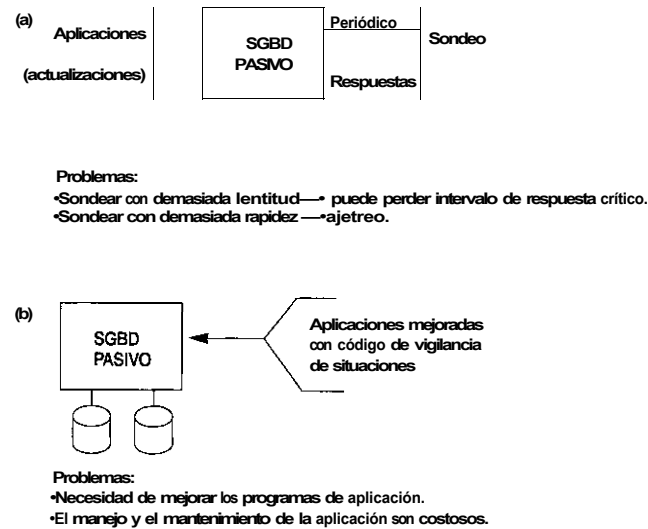 (a)
Aplicaciones
(actualizaciones)
SGBD
PASIVO
Periódico
Respuestas
Sondeo
Problemas:
•Sondear con demasiada lentitud—• puede perder intervalo de respuesta crítico.
•Sondear con demasiada rapidez —•ajetreo.
(b)
SGBD
PASIVO
Aplicaciones mejoradas
con código de vigilancia
de situaciones
Problemas:
•Necesidad de mejorar los programas de aplicación.
•El manejo y el mantenimiento de la aplicación son costosos.